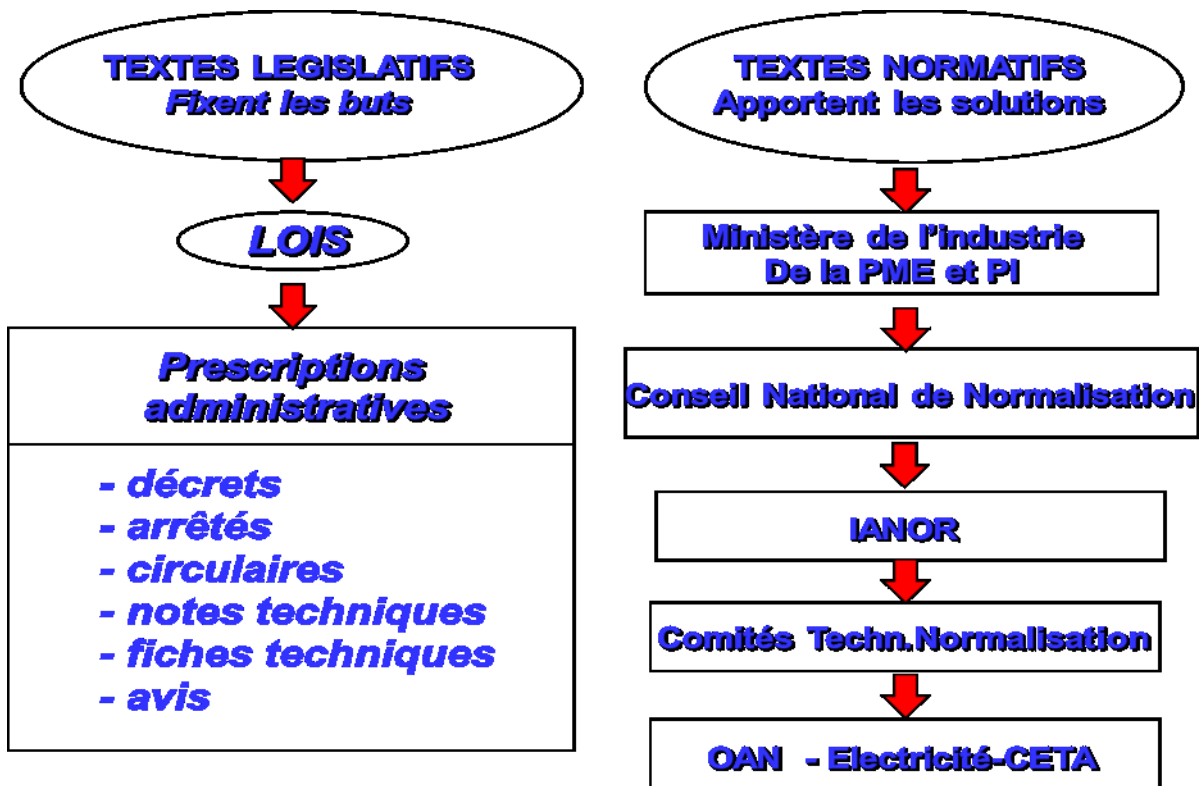 TEXTES LEGISLATIFS
Fixent les buts
LOIS
Prescriptions
administratives
- décrets
- arrêtés
- circulaires
- notes techniques
- fiches techniques
- avis
TEXTES NORMATIFS
Apportent les solutions
Ministère de l'industrie
De la PME et PI
Conseil National de Normalisation
IANOR
Comités Techn.Normalisation
OAN - Electricité-CETA